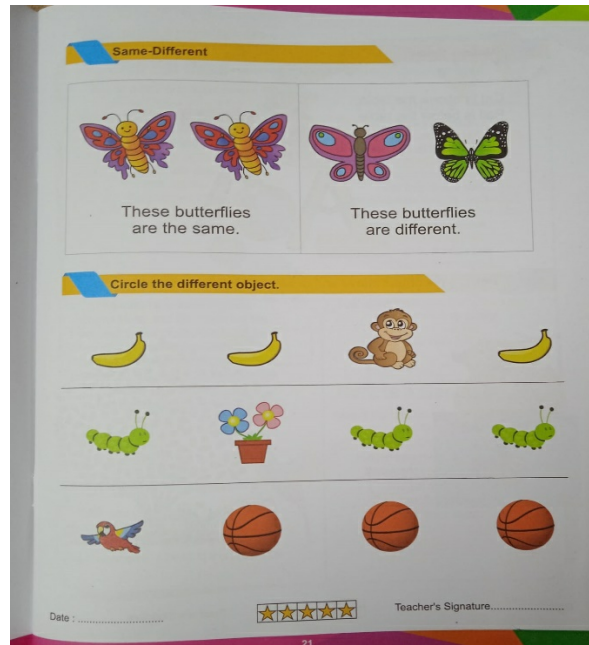 Same-Different
These butterflies
are the same.
These butterflies
are different.
Circle the different object.
Date : ............................
Teacher's Signature........................
21